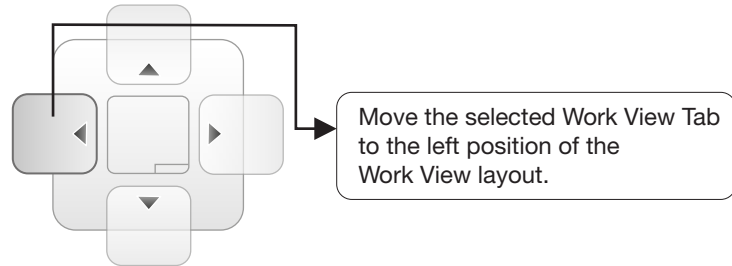 Move the selected Work View Tab
to the left position of the
Work View layout.